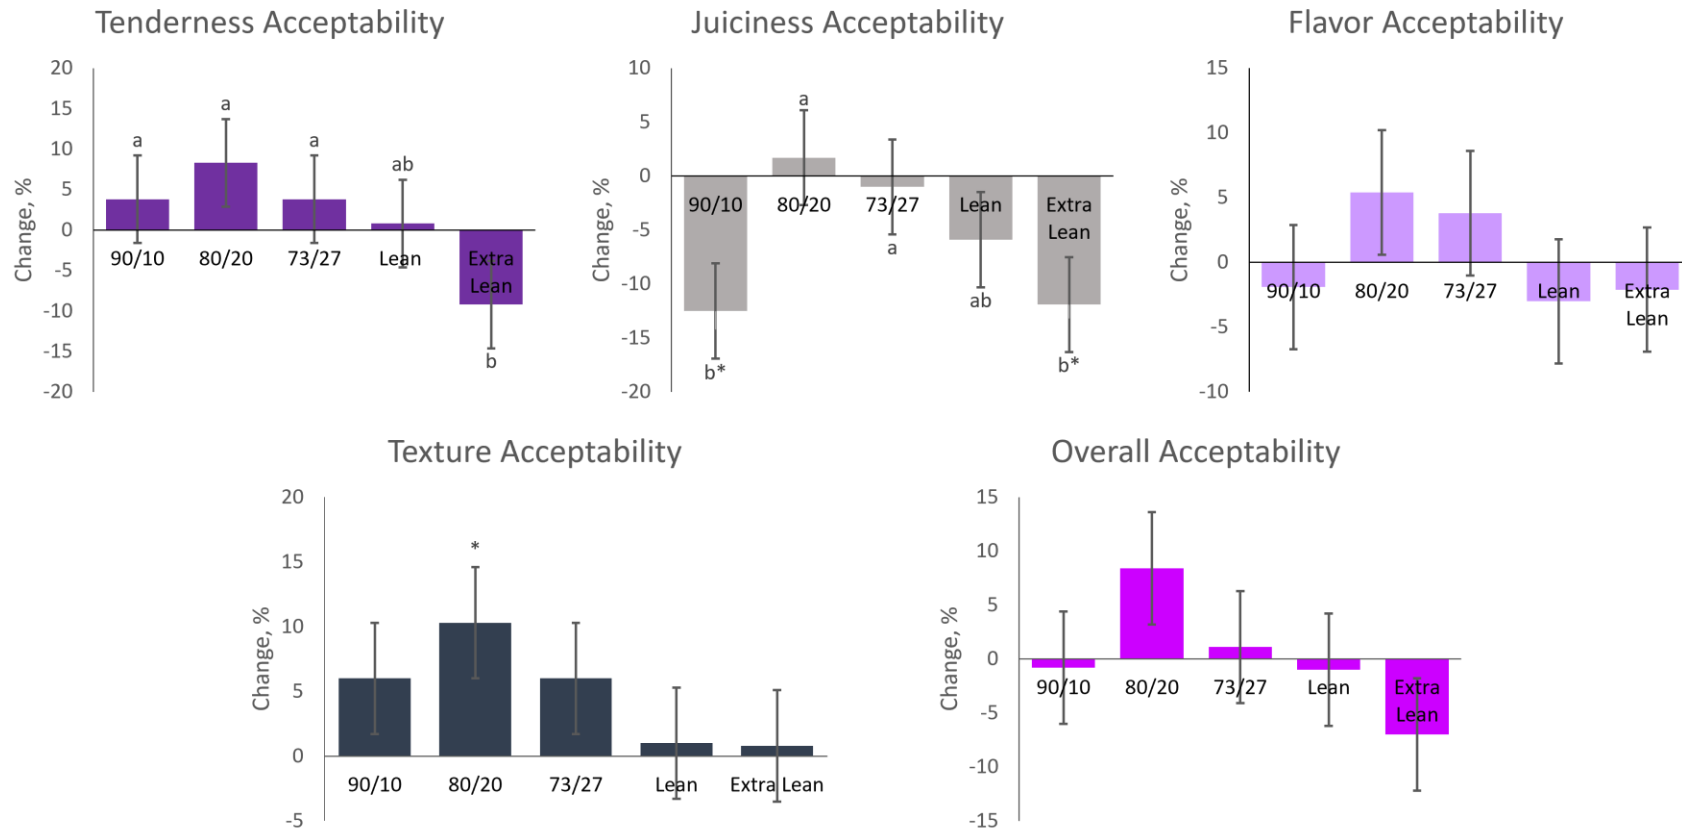 Tenderness Acceptability
Change, %
20
15
10
5
0
-5
-10
-15
-20
a
a
a
ab
b
90/10
80/20
73/27
Lean
Extra
Lean
Juiciness Acceptability
Change, %
10
5
0
-5
-10
-15
-20
a
a
ab
b*
b*
90/10
80/20
73/27
Lean
Extra
Lean
Flavor Acceptability
Change, %
15
10
5
0
-5
-10
90/10
80/20
73/27
Lean
Extra
Lean
Texture Acceptability
Change, %
20
15
10
5
0
-5
*
90/10
80/20
73/27
Lean
Extra Lean
Overall Acceptability
Change, %
15
10
5
0
-5
-10
-15
90/10
80/20
73/27
Lean
Extra
Lean